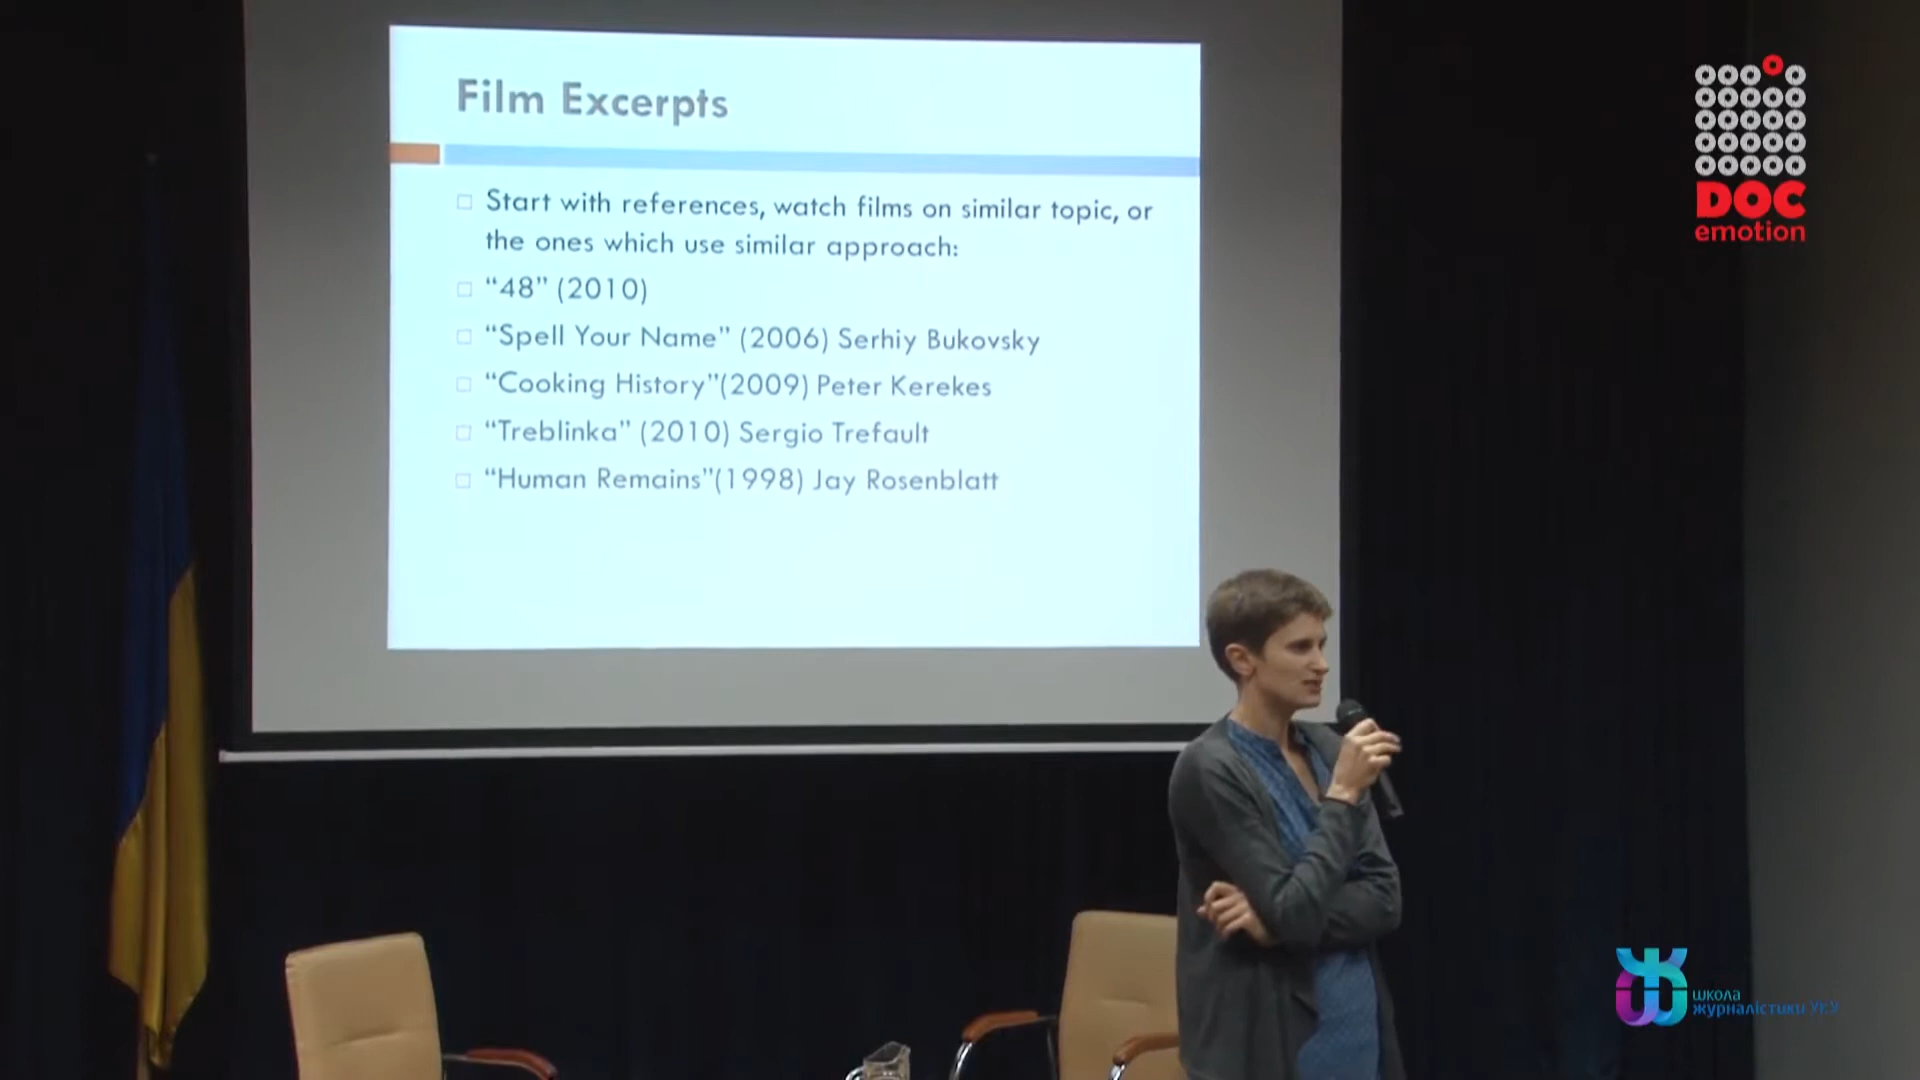 Film Excerpts
Start with references, watch films on similar topic, or
the ones which use similar approach:
“48” (2010)
“Spell Your Name” (2006) Serhiy Bukovsky
“Cooking History”(2009) Peter Kerekes
“Treblinka” (2010) Sergio Trefault
“Human Remains”(1998) Jay Rosenblatt
DOC
emotion
школа
журналістики УКУ